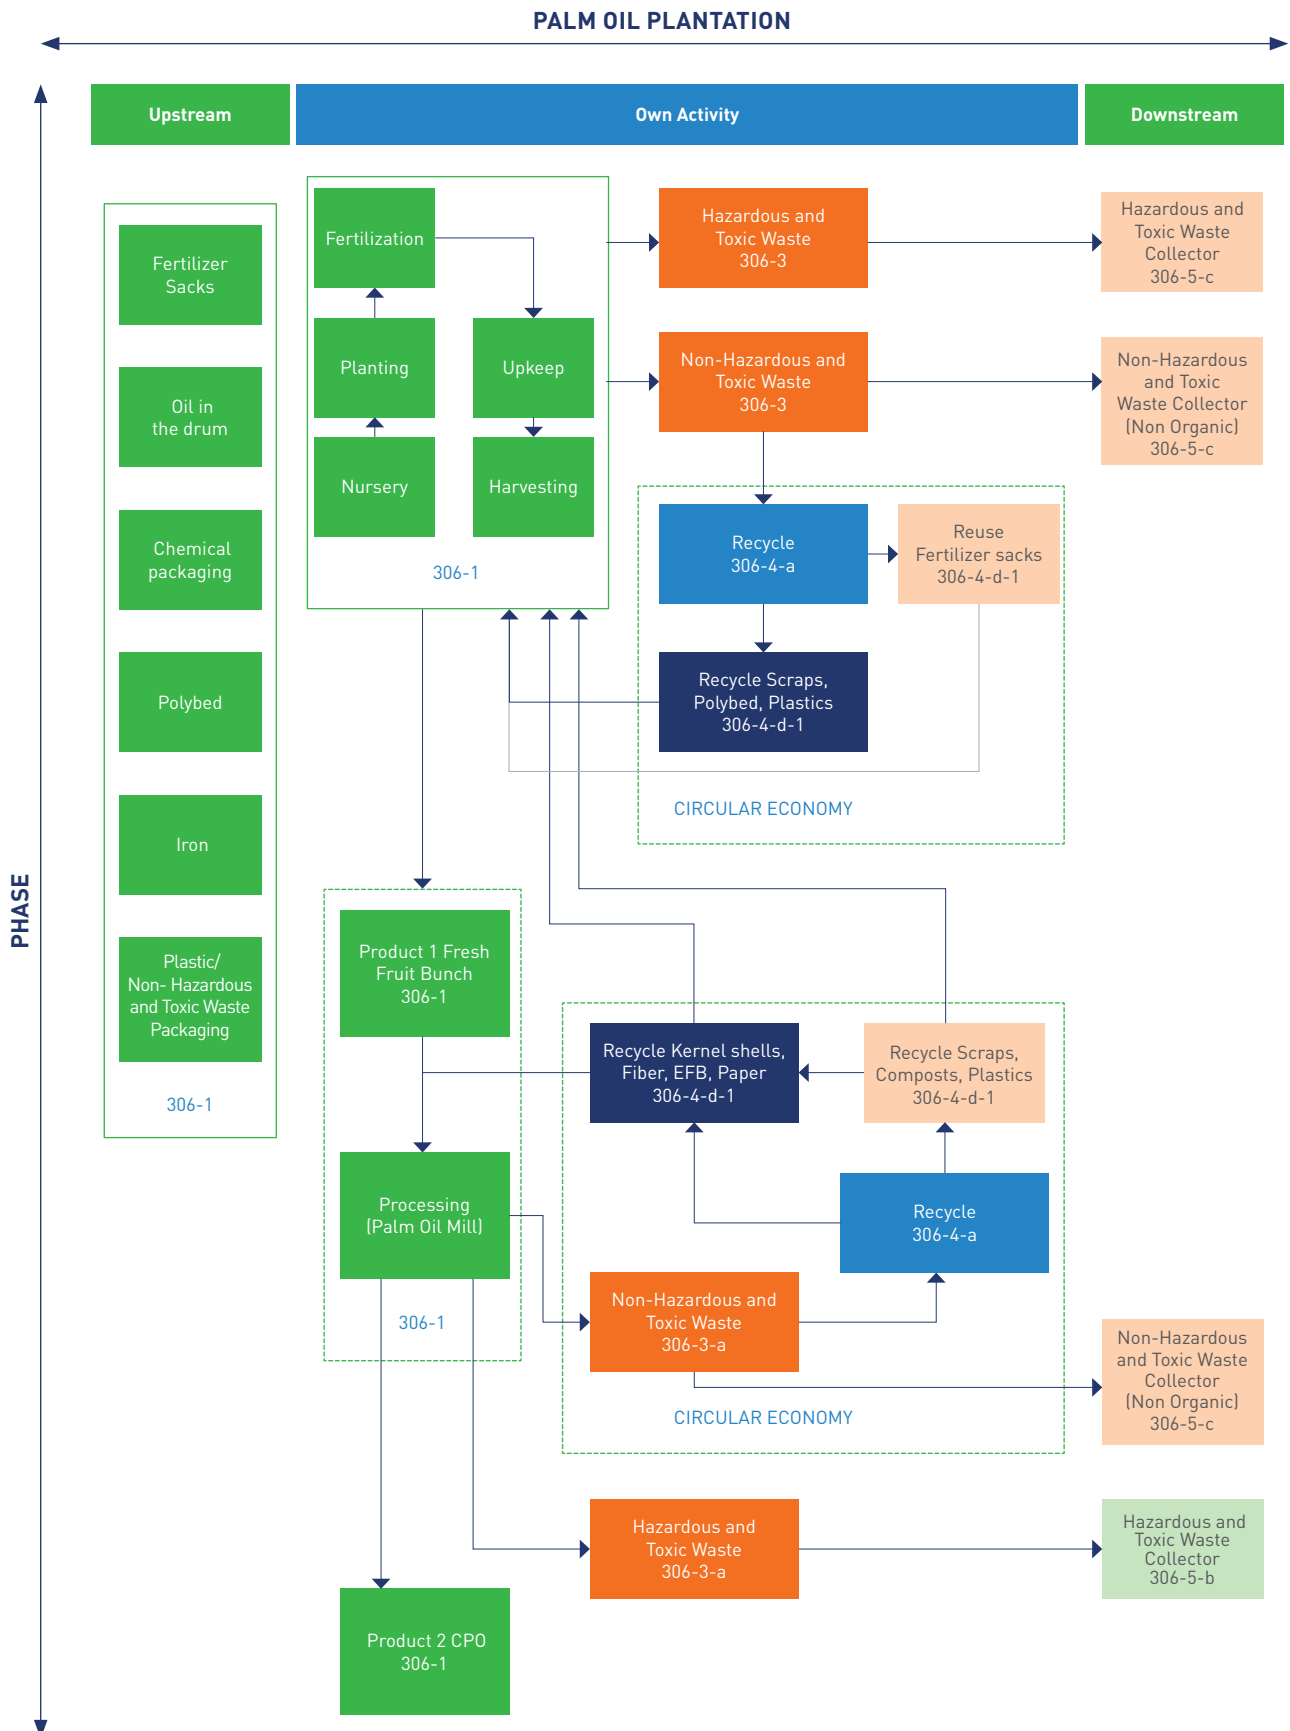 PALM OIL PLANTATION
PHASE
Upstream
Own Activity
Downstream
Fertilizer
Sacks
Oil in
the drum
Chemical
packaging
Polybed
Iron
Plastic/
Non- Hazardous
and Toxic Waste
Packaging
306-1
Fertilization
Planting
Nursery
Upkeep
Harvesting
306-1
Hazardous and
Toxic Waste
306-3
Hazardous and
Toxic Waste
Collector
306-5-c
Non-Hazardous and
Toxic Waste
306-3
Non-Hazardous
and Toxic
Waste Collector
(Non Organic)
306-5-c
Recycle
306-4-a
Reuse
Fertilizer sacks
306-4-d-1
Recycle Scraps,
Polybed, Plastics
306-4-d-1
CIRCULAR ECONOMY
Product 1 Fresh
Fruit Bunch
306-1
Processing
(Palm Oil Mill)
306-1
Recycle Kernel shells,
Fiber, EFB, Paper
306-4-d-1
Recycle Scraps,
Composts, Plastics
306-4-d-1
Recycle
306-4-a
Non-Hazardous and
Toxic Waste
306-3-a
CIRCULAR ECONOMY
Non-Hazardous
and Toxic Waste
Collector
(Non Organic)
306-5-c
Hazardous and
Toxic Waste
306-3-a
Hazardous and
Toxic Waste
Collector
306-5-b
Product 2 CPO
306-1